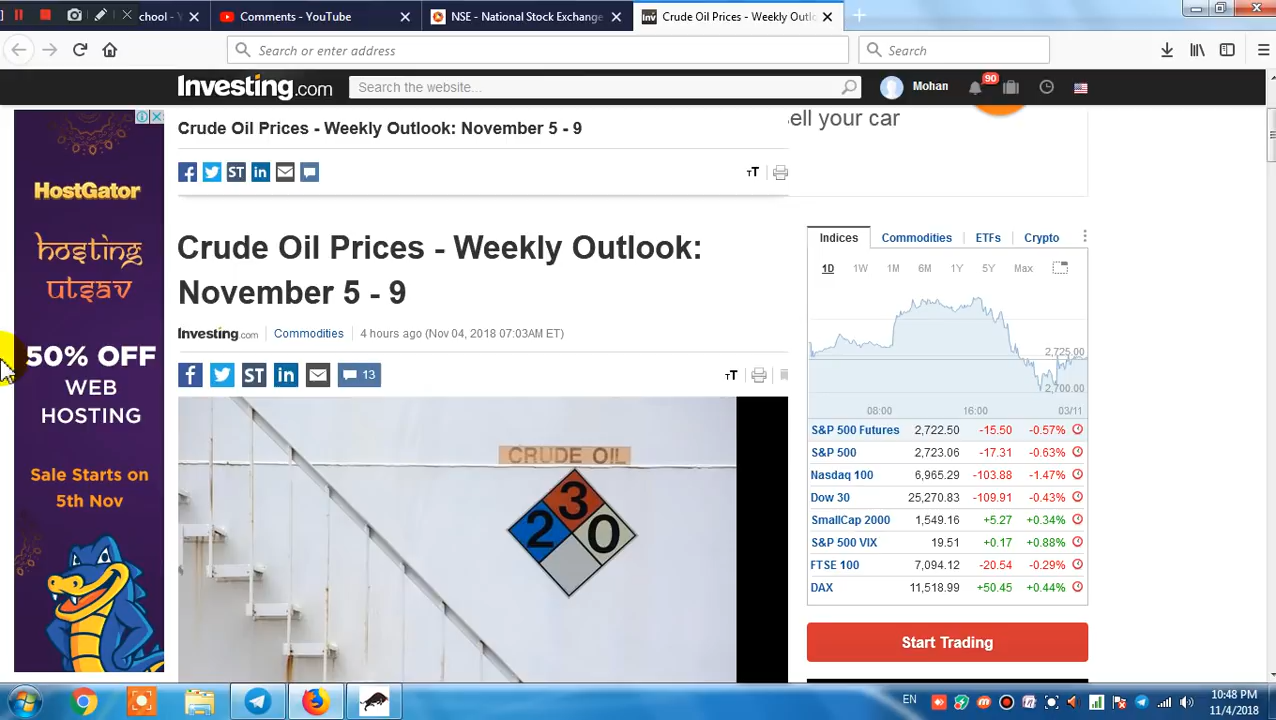 chool - Y
Comments - YouTube
NSE - National Stock Exchange
Crude Oil Prices - Weekly Outlo
Search or enter address
Search
Investing.com
Search the website...
90
Mohan
Crude Oil Prices - Weekly Outlook: November 5 - 9
ell your car
ST
in
тT
HostGator
hosting
utsav
50% OFF
WEB
HOSTING
Sale Starts on
5th Nov
Crude Oil Prices - Weekly Outlook:
November 5 - 9
Investing.com
Commodities
4 hours ago (Nov 04, 2018 07:03AM ET)
ST
in
13
тT
CRUDE OIL
3
2
0
Indices
Commodities
ETFs
Crypto
1D
1W
1M
6M
1Y
5Y
Max
2,725.00
2,700.00
08:00
16:00
03/11
S&P 500 Futures 2,722.50 -15.50 -0.57%
S&P 500 2,723.06 -17.31 -0.63%
Nasdaq 100 6,965.29 -103.88 -1.47%
Dow 30 25,270.83 -109.91 -0.43%
SmallCap 2000 1,549.16 +5.27 +0.34%
S&P 500 VIX 19.51 +0.17 +0.88%
FTSE 100 7,094.12 -20.54 -0.29%
DAX 11,518.99 +50.45 +0.44%
Start Trading
EN
10:48 PM
11/4/2018